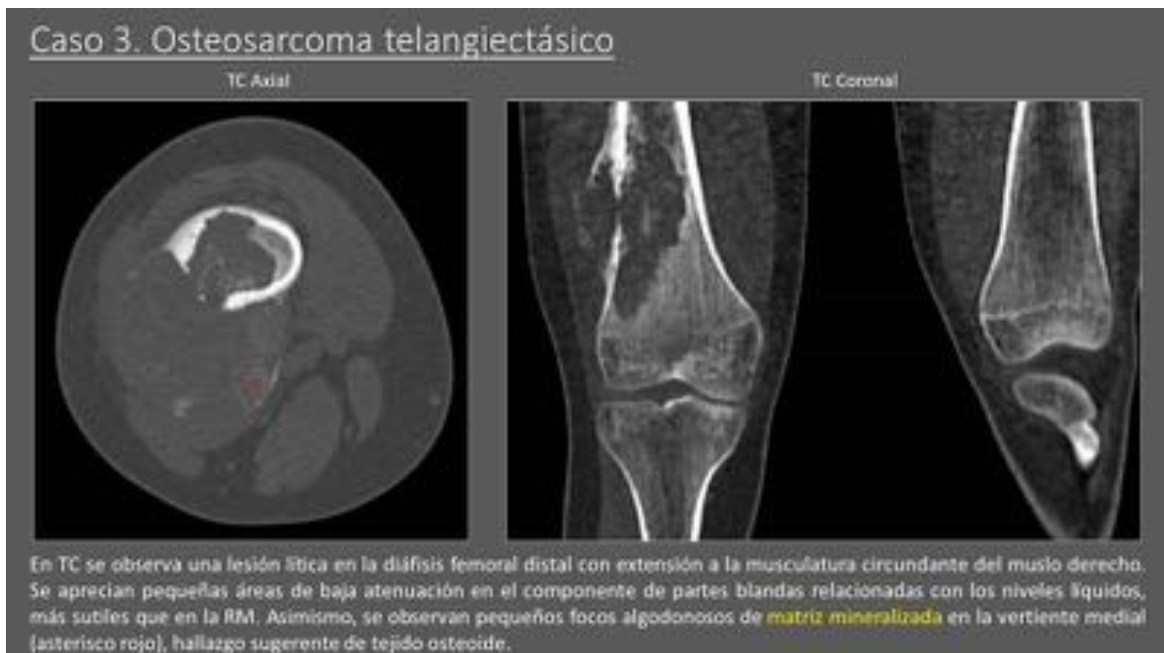 Caso 3. Osteosarcoma telangiectásico
TC Axial
TC Coronal
En TC se observa una lesión lítica en la diáfisis femoral distal con extensión a la musculatura circundante del muslo derecho.
Se aprecian pequeñas áreas de baja atenuación en el componente de partes blandas relacionadas con los niveles líquidos,
más sutiles que en la RM. Asimismo, se observan pequeños focos algodonosos de matriz mineralizada en la vertiente medial
(asterisco rojo), hallazgo sugerente de tejido osteoide.